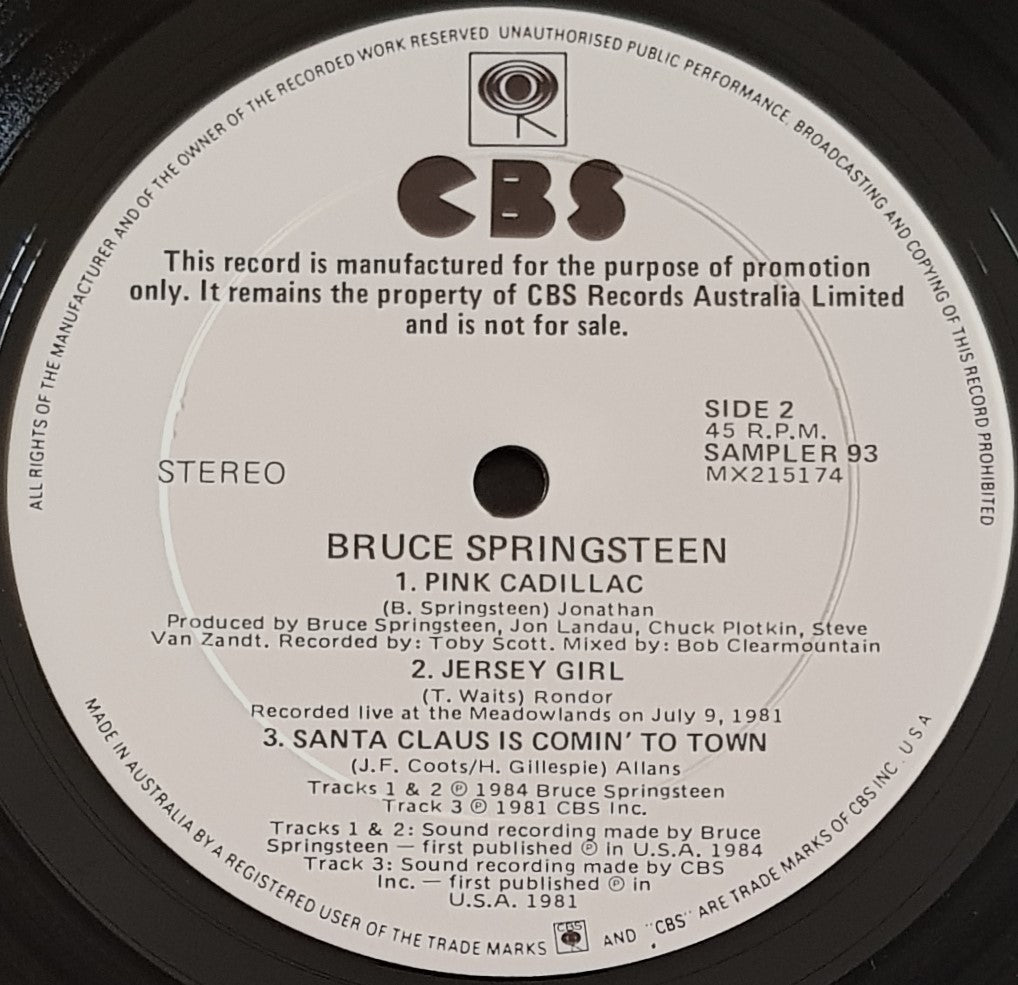 ALL RIGHTS OF THE MANUFACTURER AND OF THE OWNER OF THE RECORDED WORK RESERVED UNAUTHORISED PUBLIC PERFORMANCE, BROADCASTING AND COPYING OF THIS RECORD PROHIBITED
CBS
This record is manufactured for the purpose of promotion
only. It remains the property of CBS Records Australia Limited
and is not for sale.
SIDE 2
45 R.P.M.
SAMPLER 93
MX215174
STEREO
BRUCE SPRINGSTEEN
1. PINK CADILLAC
(B. Springsteen) Jonathan
Produced by Bruce Springsteen, Jon Landau, Chuck Plotkin, Steve
Van Zandt. Recorded by: Toby Scott. Mixed by: Bob Clearmountain
2. JERSEY GIRL
(T. Waits) Rondor
Recorded live at the Meadowlands on July 9, 1981
3. SANTA CLAUS IS COMIN' TO TOWN
(J.F. Coots/H. Gillespie) Allans
Tracks 1 & 2 ℗ 1984 Bruce Springsteen
Track 3 ℗ 1981 CBS Inc.
Tracks 1 & 2: Sound recording made by Bruce
Springsteen — first published ℗ in U.S.A. 1984
Track 3: Sound recording made by CBS
Inc. — first published ℗ in
U.S.A. 1981
MADE IN AUSTRALIA BY A REGISTERED USER OF THE TRADE MARKS CBS AND "CBS" ARE TRADE MARKS OF CBS INC. U.S.A